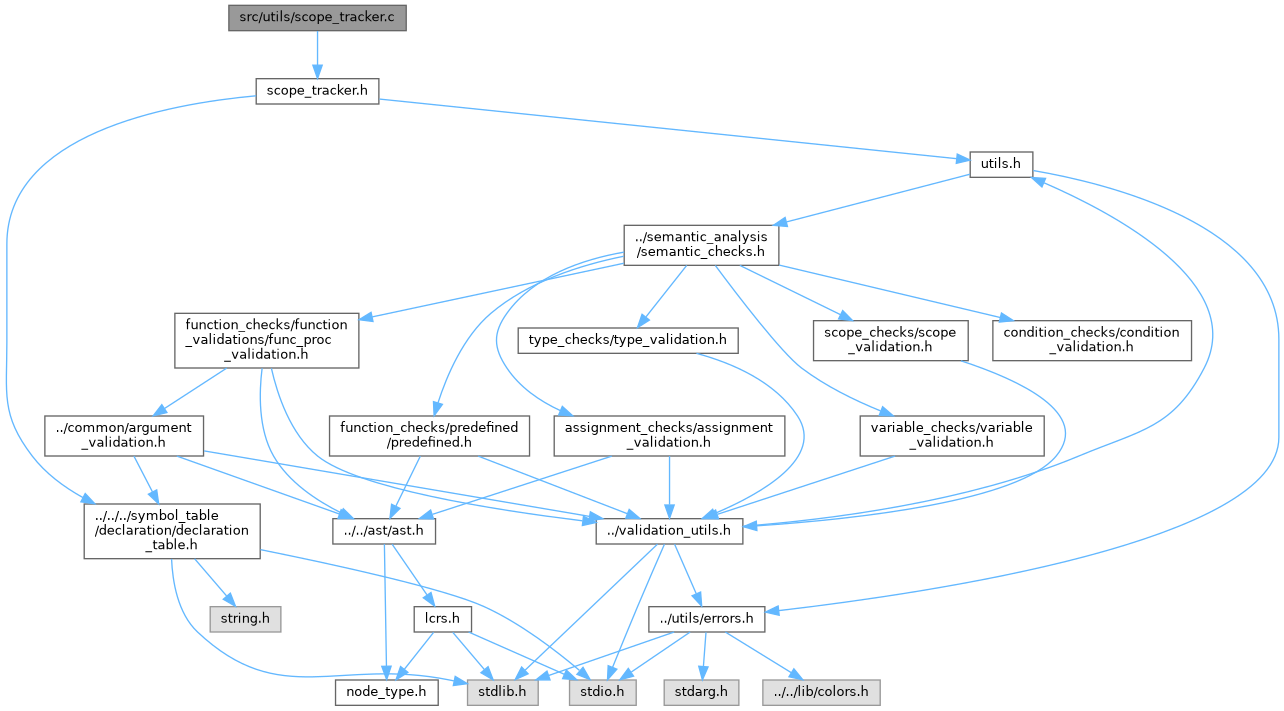 src/utils/scope_tracker.c
scope_tracker.h
utils.h
../semantic_analysis
/semantic_checks.h
function_checks/function
_validations/func_proc
_validation.h
type_checks/type_validation.h
scope_checks/scope
_validation.h
condition_checks/condition
_validation.h
../common/argument
_validation.h
function_checks/predefined
/predefined.h
assignment_checks/assignment
_validation.h
variable_checks/variable
_validation.h
../../../symbol_table
/declaration/declaration
_table.h
../../ast/ast.h
../validation_utils.h
string.h
lcrs.h
../utils/errors.h
node_type.h
stdlib.h
stdio.h
stdarg.h
../../lib/colors.h